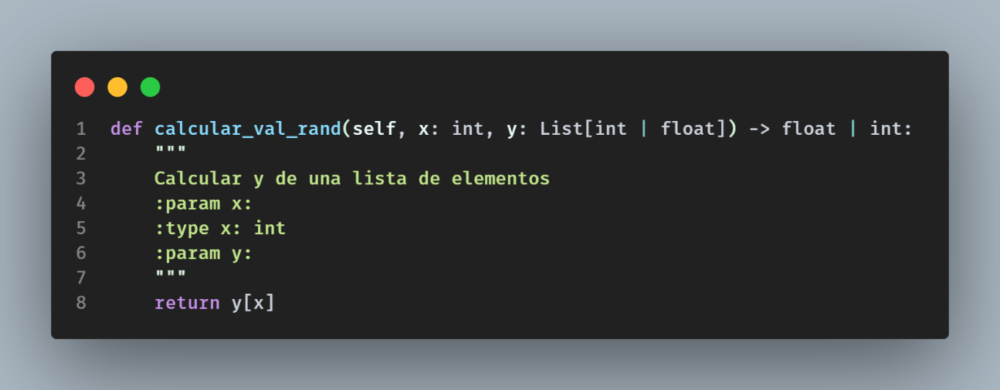 1 def calcular_val_rand(self, x: int, y: List[int | float]) -> float | int:
2 """
3 Calcular y de una lista de elementos
4 :param x:
5 :type x: int
6 :param y:
7 """
8 return y[x]